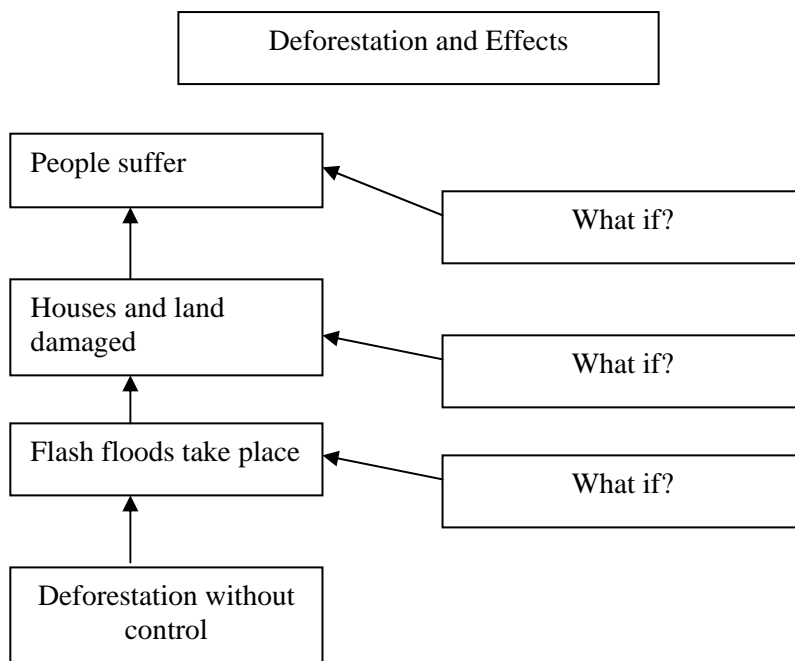 Deforestation and Effects
People suffer
What if?
Houses and land
damaged
What if?
Flash floods take place
What if?
Deforestation without
control